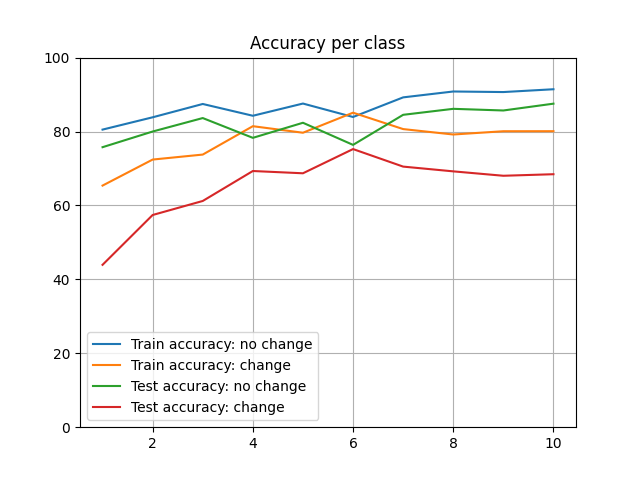 Accuracy per class
100
80
60
40
20
0
Train accuracy: no change
Train accuracy: change
Test accuracy: no change
Test accuracy: change
2 4 6 8 10